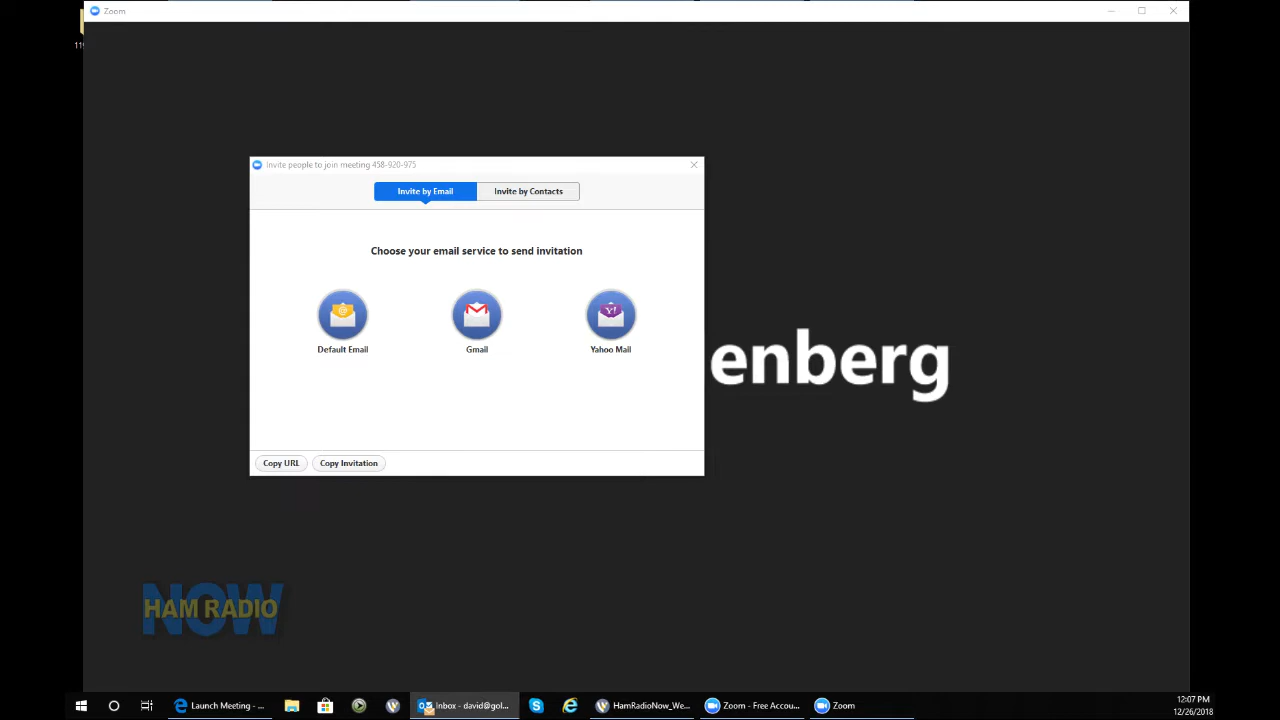 Zoom
119
Invite people to join meeting 458-920-975
Invite by Email
Invite by Contacts
Choose your email service to send invitation
Default Email
Gmail
Yahoo Mail
enberg
Copy URL
Copy Invitation
NOW
HAM RADIO
Launch Meeting - ...
Inbox - david@gol...
HamRadioNow_We...
Zoom - Free Accou...
Zoom
12:07 PM
12/26/2018